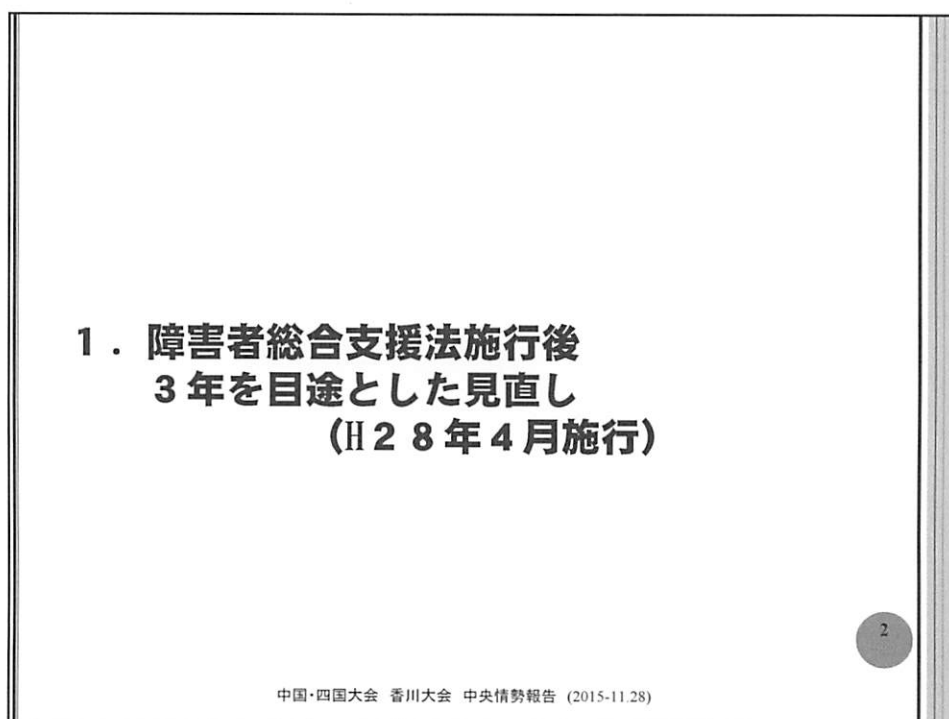 1．障害者総合支援法施行後
3年を目途とした見直し
(H28年4月施行)
2
中国・四国大会 香川大会 中央情勢報告 (2015-11.28)